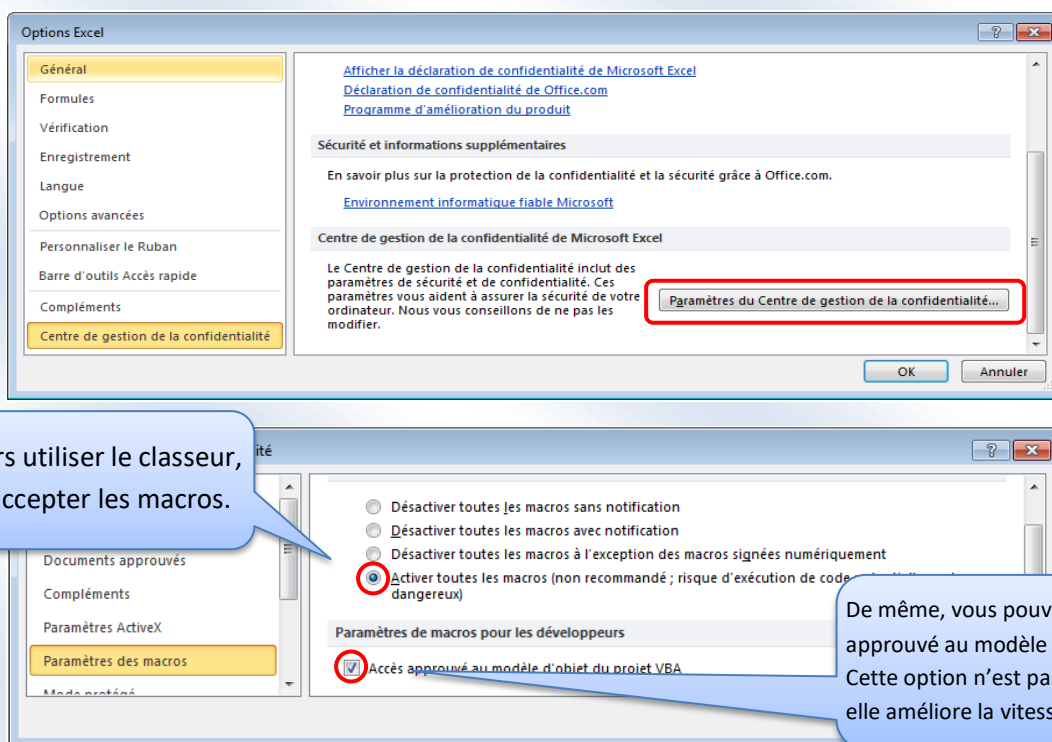 Options Excel
Général
Formules
Vérification
Enregistrement
Langue
Options avancées
Personnaliser le Ruban
Barre d'outils Accès rapide
Compléments
Centre de gestion de la confidentialité
Afficher la déclaration de confidentialité de Microsoft Excel
Déclaration de confidentialité de Office.com
Programme d'amélioration du produit
Sécurité et informations supplémentaires
En savoir plus sur la protection de la confidentialité et la sécurité grâce à Office.com.
Environnement informatique fiable Microsoft
Centre de gestion de la confidentialité de Microsoft Excel
Le Centre de gestion de la confidentialité inclut des
paramètres de sécurité et de confidentialité. Ces
paramètres vous aident à assurer la sécurité de votre
ordinateur. Nous vous conseillons de ne pas les
modifier.
Paramètres du Centre de gestion de la confidentialité...
OK
Annuler
utiliser le classeur,
les macros.
Documents approuvés
Compléments
Paramètres ActiveX
Paramètres des macros
Mode protégé
Désactiver toutes les macros sans notification
Désactiver toutes les macros avec notification
Désactiver toutes les macros à l'exception des macros signées numériquement
Activer toutes les macros (non recommandé ; risque d'exécution de code
dangereux)
Paramètres de macros pour les développeurs
Accès approuvé au modèle d'objet du projet VBA
De même, vous
approuvé au modèle
Cette option n'est
elle améliore la